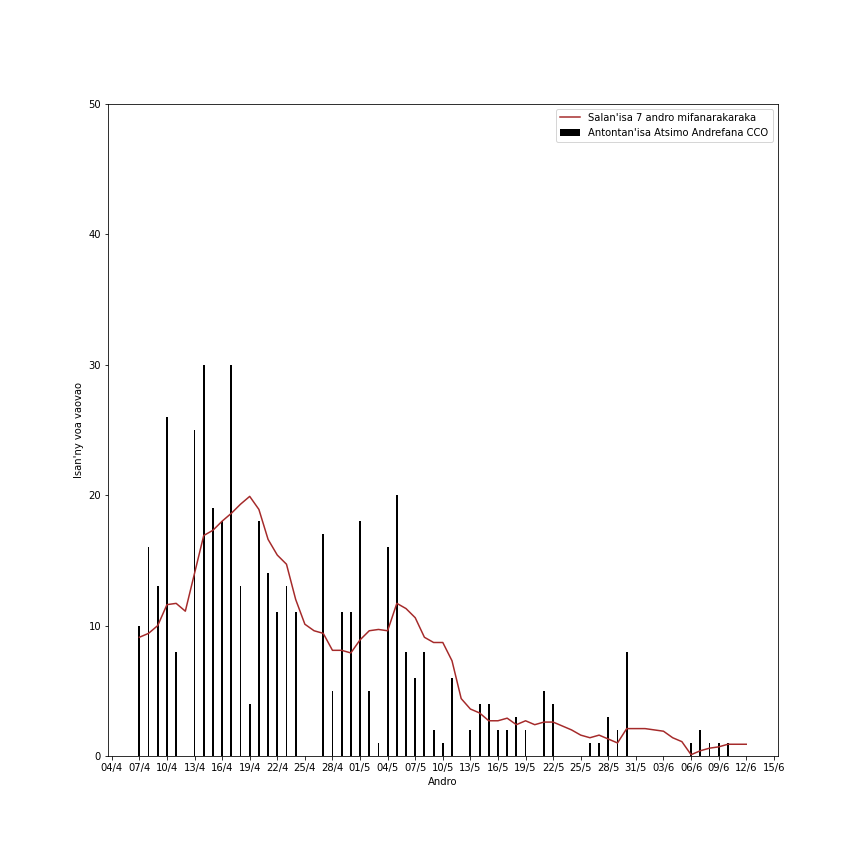 Salan'isa 7 andro mifanarakaraka
Antontan'isa Atsimo Andrefana CCO
50
40
30
20
10
0
Isan'ny voa vaovao
04/4 07/4 10/4 13/4 16/4 19/4 22/4 25/4 28/4 01/5 04/5 07/5 10/5 13/5 16/5 19/5 22/5 25/5 28/5 31/5 03/6 06/6 09/6 12/6 15/6
Andro